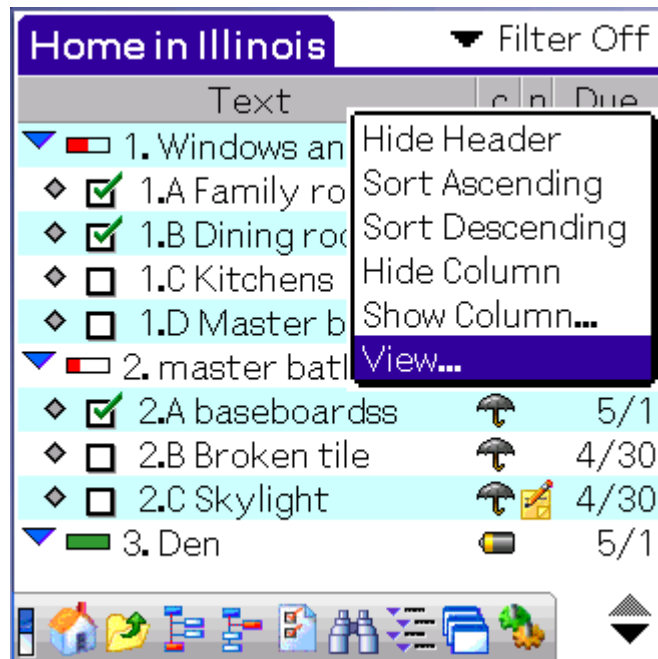 Home in Illinois
Filter Off
Text c n Due
1. Windows an
1.A Family ro
1.B Dining roo
1.C Kitchens
1.D Master b
2. master bat
2.A baseboardss 5/1
2.B Broken tile 4/30
2.C Skylight 4/30
3. Den 5/1
Hide Header
Sort Ascending
Sort Descending
Hide Column
Show Column...
View...